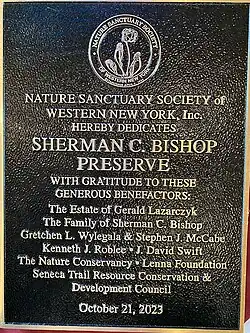 NATURE SANCTUARY SOCIETY
OF WESTERN NEW YORK
NATURE SANCTUARY SOCIETY of
WESTERN NEW YORK, Inc.
HEREBY DEDICATES
SHERMAN C. BISHOP
PRESERVE
WITH GRATITUDE TO THESE
GENEROUS BENEFACTORS:
The Estate of Gerald Lazarczyk
The Family of Sherman C. Bishop
Gretchen L. Wylegala & Stephen J. McCabe
Kenneth J. Roblee • J. David Swift
The Nature Conservancy • Lenna Foundation
Seneca Trail Resource Conservation &
Development Council
October 21, 2023